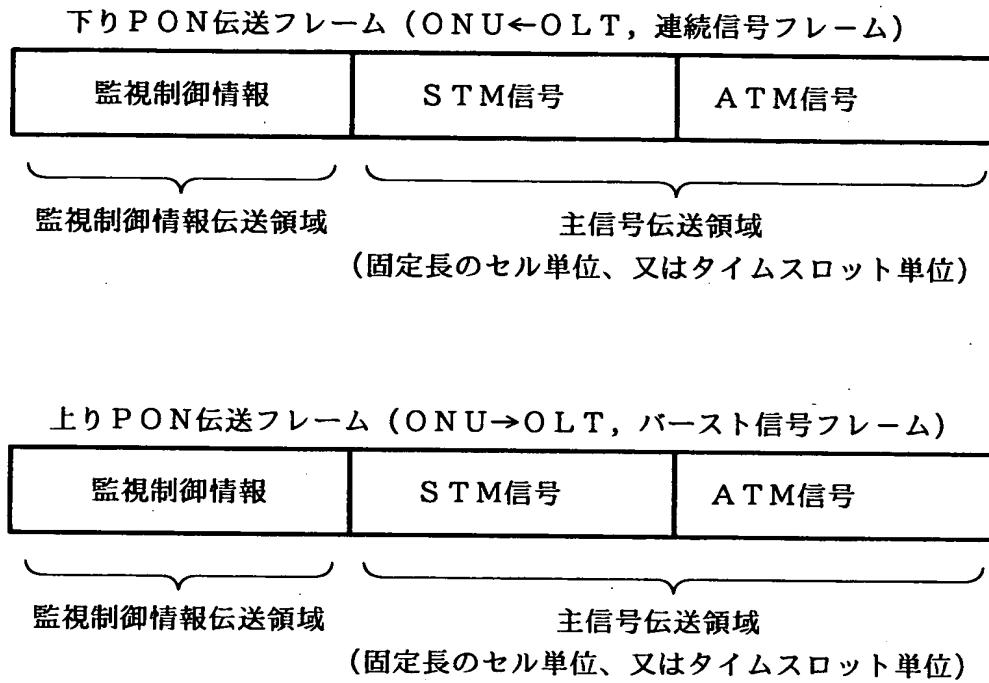 下りPON伝送フレーム(ONU←OLT,連続信号フレーム)
監視制御情報 STM信号 ATM信号
監視制御情報伝送領域 主信号伝送領域
(固定長のセル単位、又はタイムスロット単位)
上りPON伝送フレーム(ONU→OLT,バースト信号フレーム)
監視制御情報 STM信号 ATM信号
監視制御情報伝送領域 主信号伝送領域
(固定長のセル単位、又はタイムスロット単位)